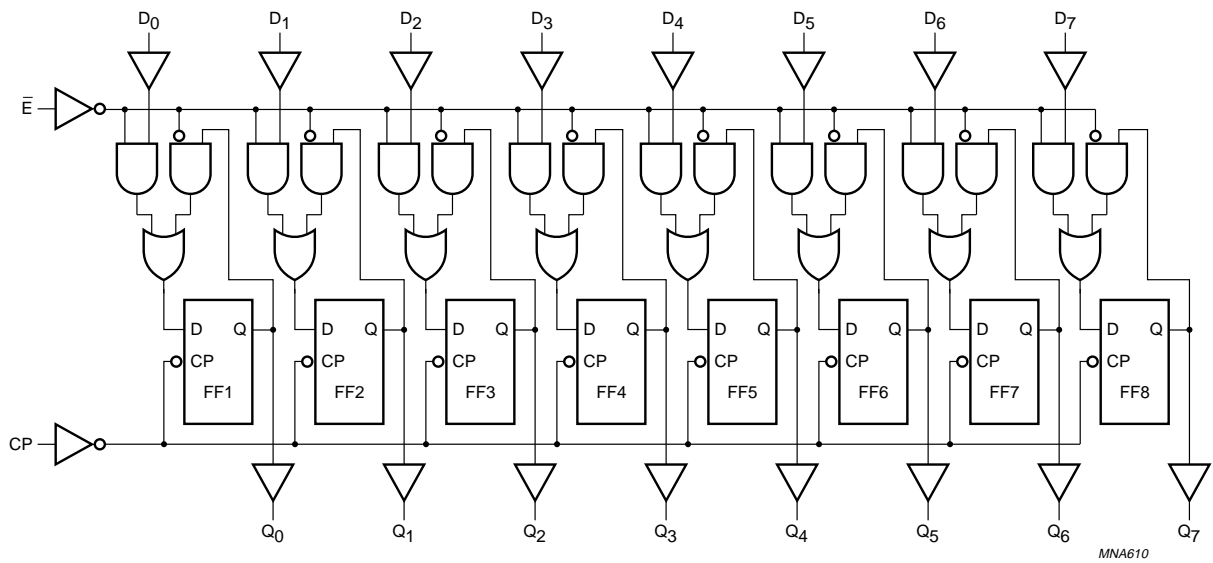 D0 D1 D2 D3 D4 D5 D6 D7
Ē
D Q D Q D Q D Q D Q D Q D Q D Q
CP CP CP CP CP CP CP CP
FF1 FF2 FF3 FF4 FF5 FF6 FF7 FF8
CP
Q0 Q1 Q2 Q3 Q4 Q5 Q6 Q7
MNA610